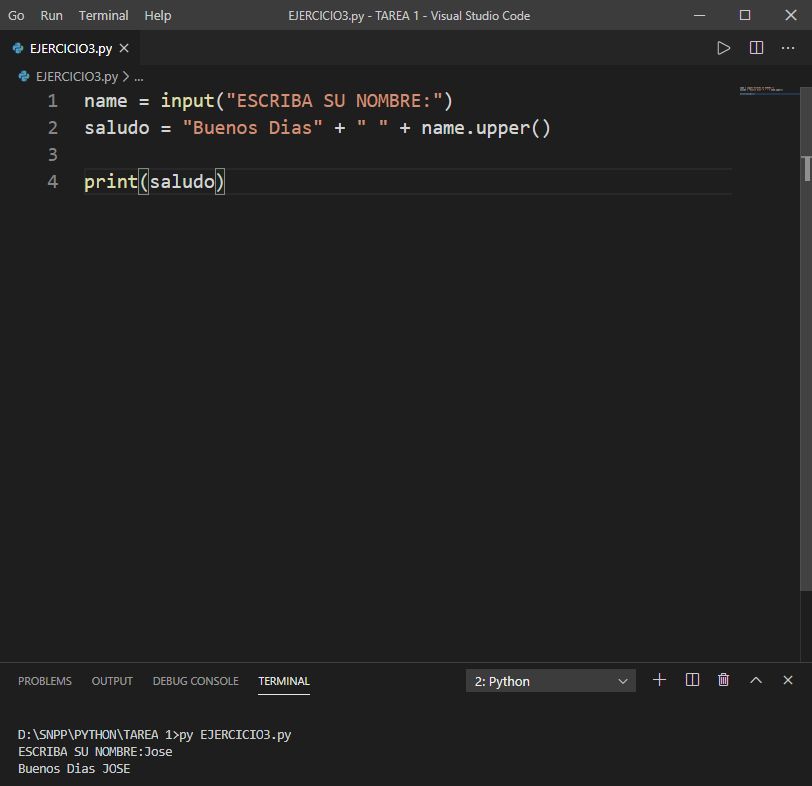 Go Run Terminal Help EJERCICIO3.py - TAREA 1 - Visual Studio Code
EJERCICIO3.py
EJERCICIO3.py > ...
1 name = input("ESCRIBA SU NOMBRE:")
2 saludo = "Buenos Dias" + " " + name.upper()
3
4 print(saludo)
PROBLEMS OUTPUT DEBUG CONSOLE TERMINAL 2: Python
D:\SNPP\PYTHON\TAREA 1>py EJERCICIO3.py
ESCRIBA SU NOMBRE:Jose
Buenos Dias JOSE